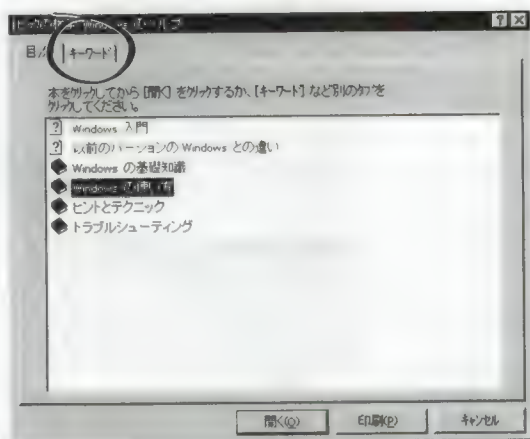 Windows のヘルプ
キーワード
本をクリックしてから [開く] をクリックするか、[キーワード] など別のタブを
クリックしてください。
Windows 入門
以前のバージョンの Windows との違い
Windows の基礎知識
Windows の
ヒントとテクニック
トラブルシューティング
開く(O) 印刷(P) キャンセル